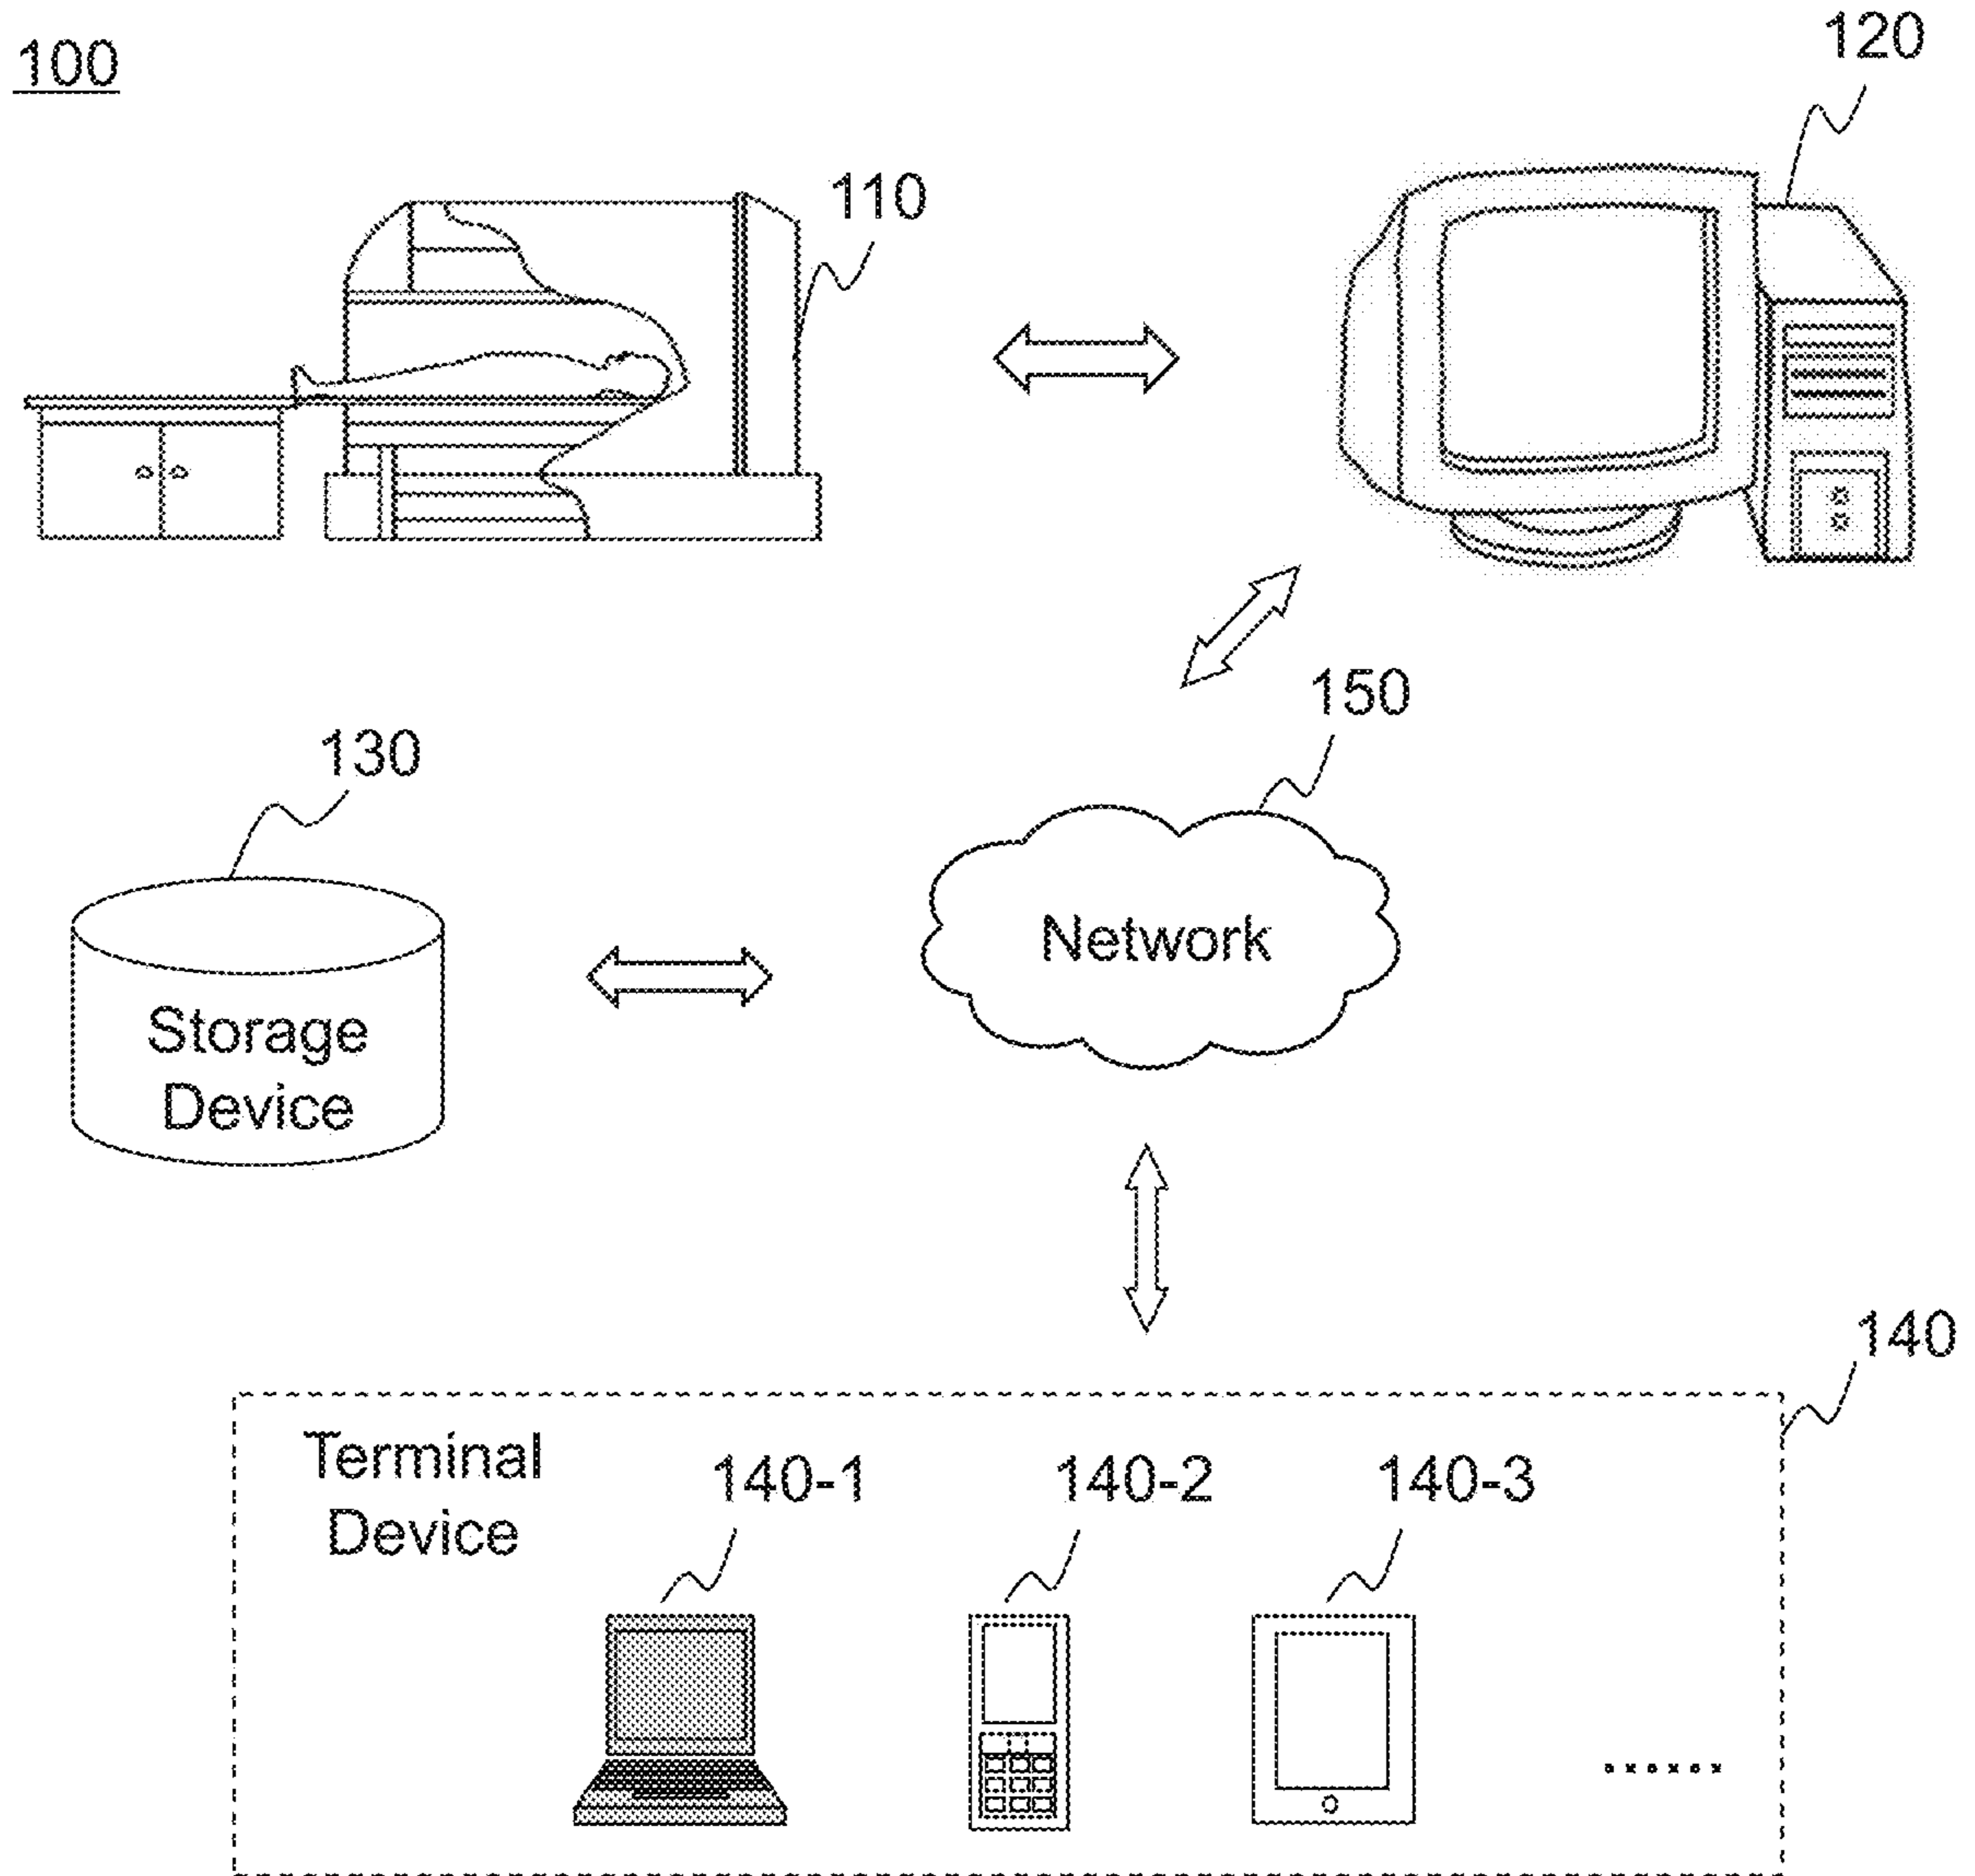 100
120
110
150
130
Network
Storage
Device
140
Terminal
Device
140-1
140-2
140-3
......